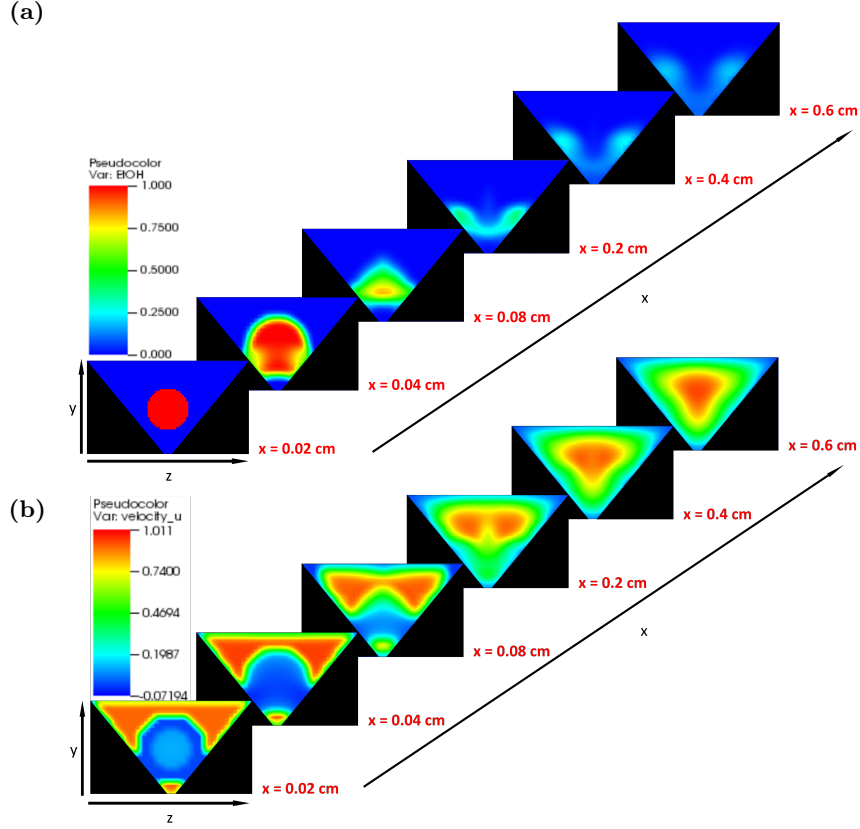 (a)
x = 0.6 cm
Pseudocolor
Var: EtOH
1.000
0.7500
0.5000
0.2500
0.000
x = 0.4 cm
x = 0.2 cm
x
x = 0.08 cm
x = 0.04 cm
y
x = 0.02 cm
z
x = 0.6 cm
(b)
Pseudocolor
Var: velocity_u
1.011
0.7400
0.4694
0.1987
-0.07194
x = 0.4 cm
x = 0.2 cm
x
x = 0.08 cm
x = 0.04 cm
y
x = 0.02 cm
z